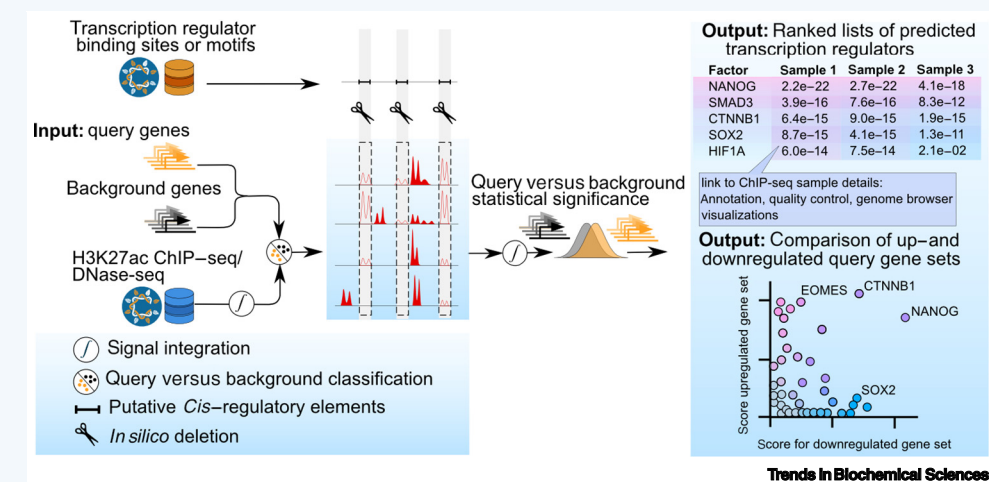 Transcription regulator
binding sites or motifs
Input: query genes
Background genes
H3K27ac ChIP–seq/
DNase-seq
∫ Signal integration
Query versus background classification
Putative Cis–regulatory elements
In silico deletion
Query versus background
statistical significance
Output: Ranked lists of predicted
transcription regulators
Factor Sample 1 Sample 2 Sample 3
NANOG 2.2e–22 2.7e–22 4.1e–18
SMAD3 3.9e–16 7.6e–16 8.3e–12
CTNNB1 6.4e–15 9.0e–15 1.9e–15
SOX2 8.7e–15 4.1e–15 1.3e–11
HIF1A 6.0e–14 7.5e–14 2.1e–02
link to ChIP–seq sample details:
Annotation, quality control, genome browser
visualizations
Output: Comparison of up–and
downregulated query gene sets
Score upregulated gene set
EOMES
CTNNB1
NANOG
SOX2
Score for downregulated gene set
Trends in Biochemical Sciences